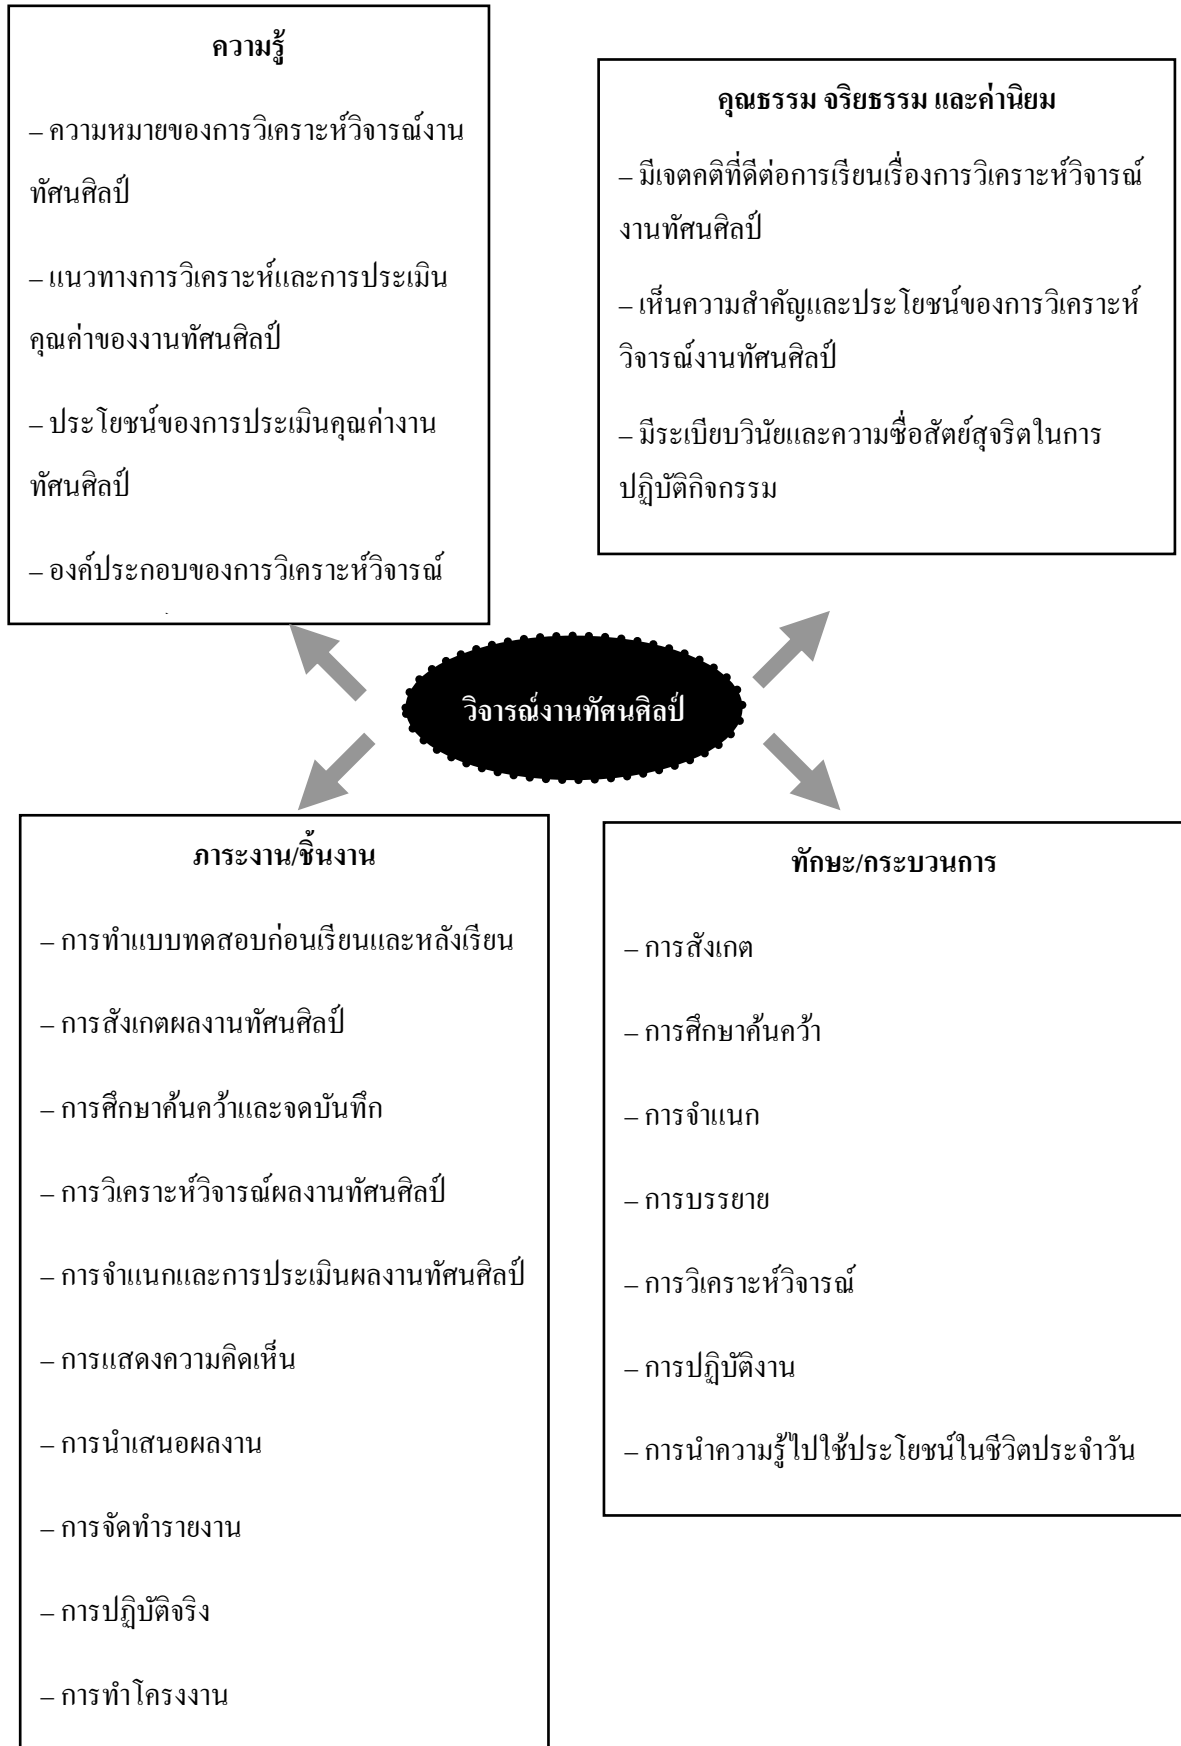 ความรู้
– ความหมายของการวิเคราะห์วิจารณ์งาน
ทัศนศิลป์
– แนวทางการวิเคราะห์และการประเมิน
คุณค่าของงานทัศนศิลป์
– ประโยชน์ของการประเมินคุณค่างาน
ทัศนศิลป์
– องค์ประกอบของการวิเคราะห์วิจารณ์
คุณธรรม จริยธรรม และค่านิยม
– มีเจตคติที่ดีต่อการเรียนเรื่องการวิเคราะห์วิจารณ์
งานทัศนศิลป์
– เห็นความสำคัญและประโยชน์ของการวิเคราะห์
วิจารณ์งานทัศนศิลป์
– มีระเบียบวินัยและความซื่อสัตย์สุจริตในการ
ปฏิบัติกิจกรรม
วิจารณ์งานทัศนศิลป์
ภาระงาน/ชิ้นงาน
– การทำแบบทดสอบก่อนเรียนและหลังเรียน
– การสังเกตผลงานทัศนศิลป์
– การศึกษาค้นคว้าและจดบันทึก
– การวิเคราะห์วิจารณ์ผลงานทัศนศิลป์
– การจำแนกและการประเมินผลงานทัศนศิลป์
– การแสดงความคิดเห็น
– การนำเสนอผลงาน
– การจัดทำรายงาน
– การปฏิบัติจริง
– การทำโครงงาน
ทักษะ/กระบวนการ
– การสังเกต
– การศึกษาค้นคว้า
– การจำแนก
– การบรรยาย
– การวิเคราะห์วิจารณ์
– การปฏิบัติงาน
– การนำความรู้ไปใช้ประโยชน์ในชีวิตประจำวัน